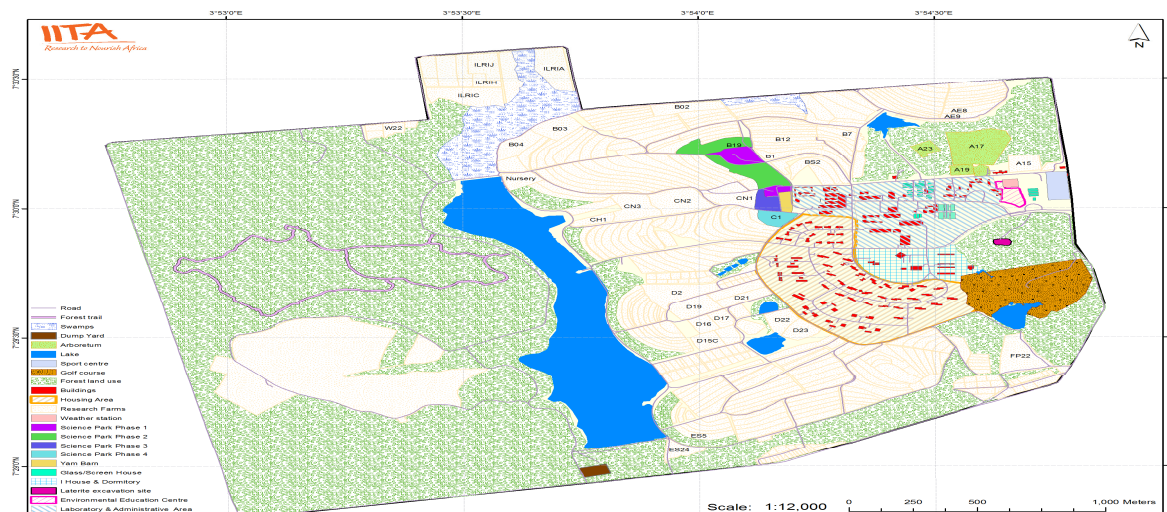 IITA
Research to Nourish Africa
3°53'0"E
3°53'30"E
3°54'0"E
3°54'30"E
N
ILRIJ
ILRIA
ILRIH
ILRIC
W22
B02
B03
B04
AE8
AE9
B12
B7
B19
B1
BS2
A23
A17
A19
A15
Nursery
CN3
CN2
CN1
CH1
C1
D2
D19
D21
D17
D16
D22
D23
D15C
FP22
ES5
ES24
Road
Forest trail
Swamps
Dump Yard
Arboretum
Lake
Sport centre
Golf course
Forest land use
Buildings
Housing Area
Research Farms
Weather station
Science Park Phase 1
Science Park Phase 2
Science Park Phase 3
Science Park Phase 4
Yam Barn
Glass/Screen House
I House & Dormitory
Laterite excavation site
Environmental Education Centre
Laboratory & Administrative Area
Scale: 1:12,000
0 250 500 1,000 Meters